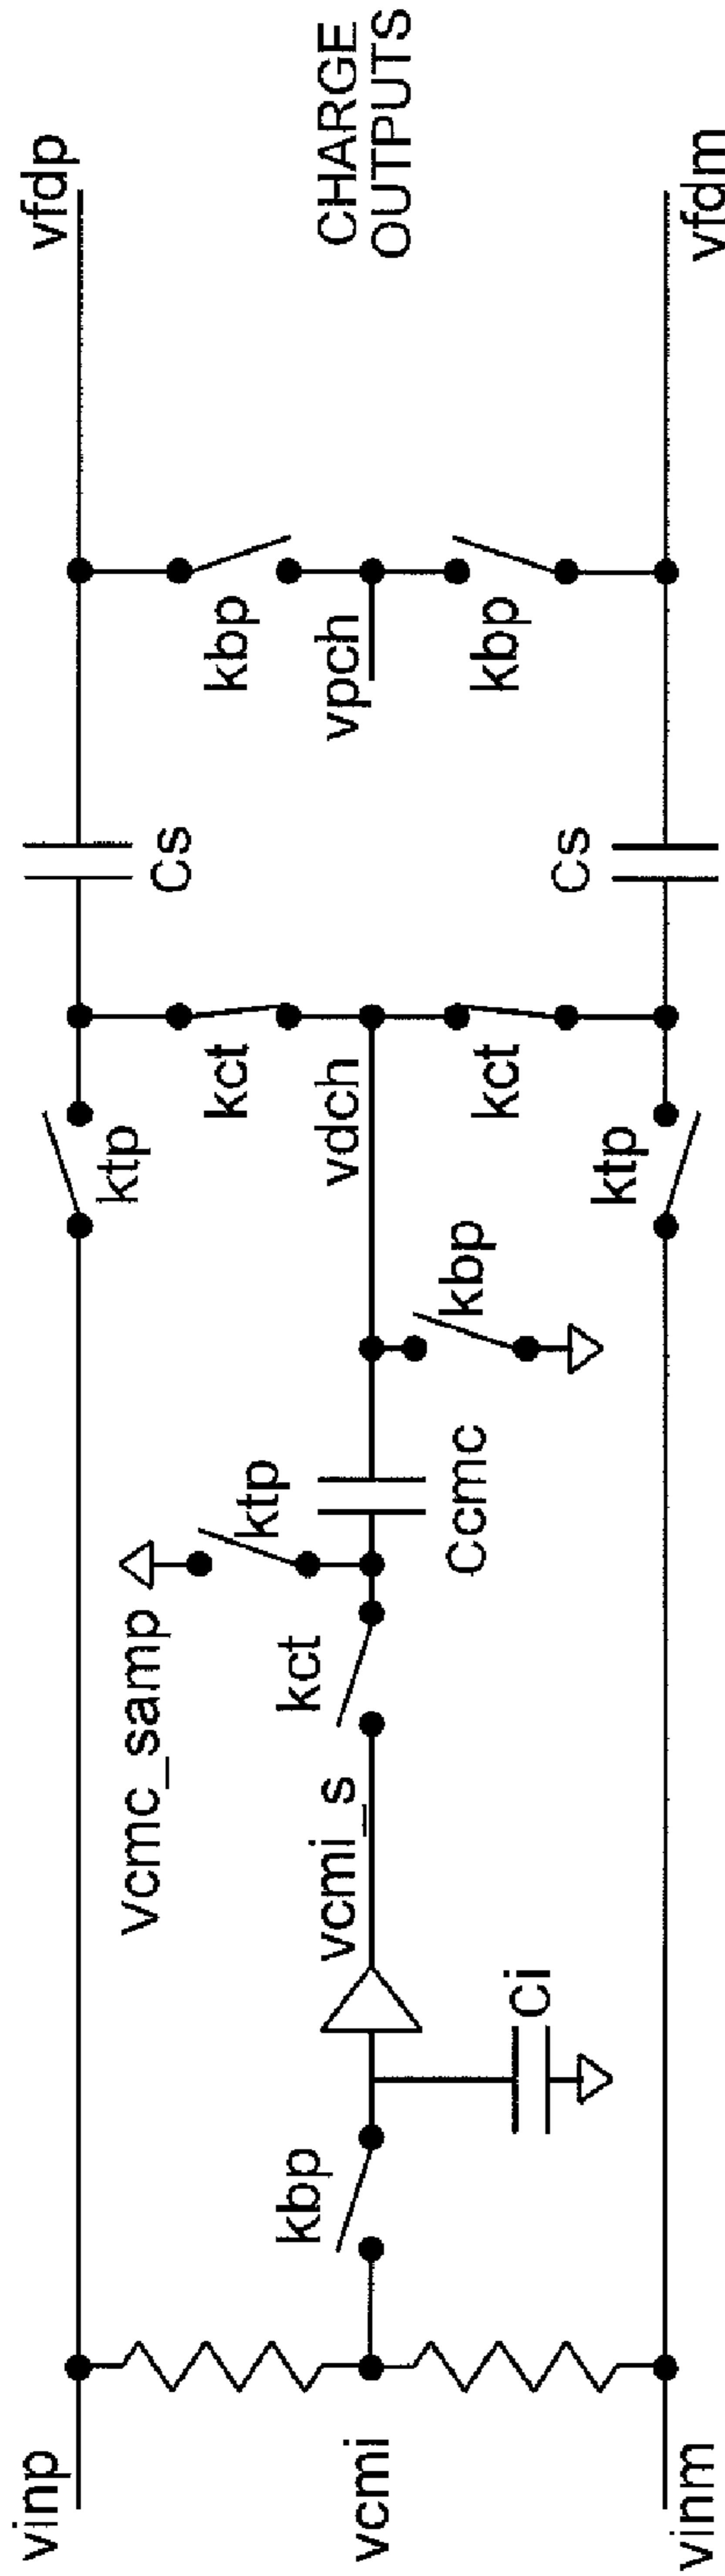 vinp
vcmi
vinm
kbp
Ci
vcmi_s
kct
vcmc_samp
ktp
Ccmc
kbp
vdch
ktp
ktp
kct
kct
Cs
Cs
vpch
kbp
kbp
vfdp
vfdm
CHARGE
OUTPUTS